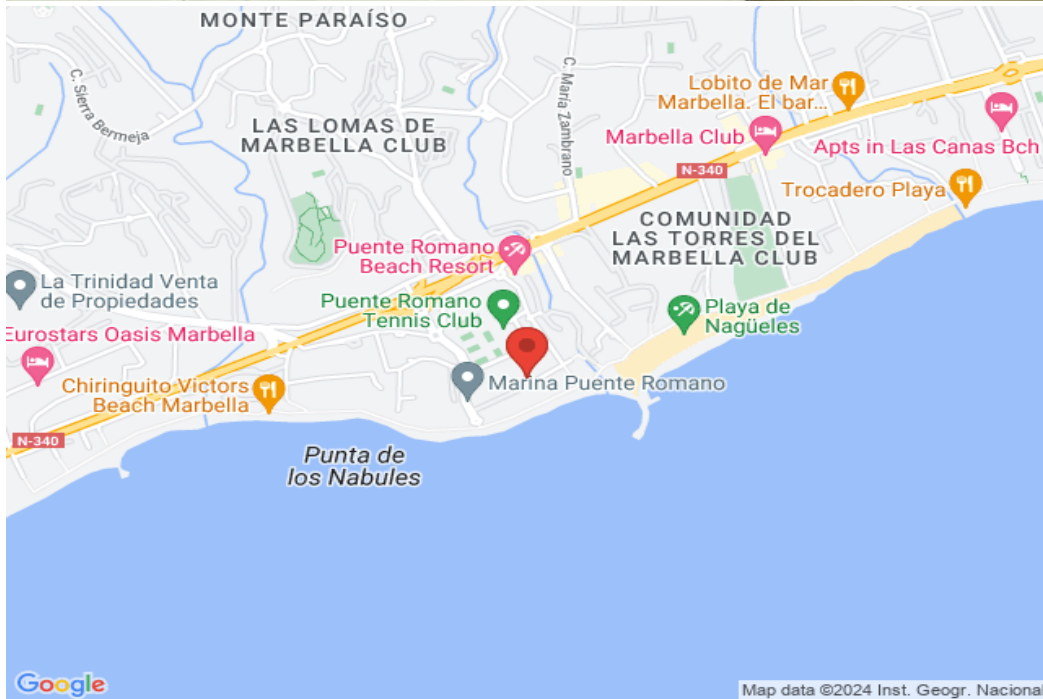 MONTE PARAÍSO
C. Sierra Bermeja
C. María Zambrano
LAS LOMAS DE
MARBELLA CLUB
Lobito de Mar
Marbella. El bar...
Marbella Club
Apts in Las Canas Bch
N-340
Trocadero Playa
COMUNIDAD
LAS TORRES DEL
MARBELLA CLUB
Puente Romano
Beach Resort
La Trinidad Venta
de Propiedades
Puente Romano
Tennis Club
Playa de
Nagüeles
Eurostars Oasis Marbella
Marina Puente Romano
Chiringuito Victors
Beach Marbella
N-340
Punta de
los Nabules
Google
Map data ©2024 Inst. Geogr. Nacional